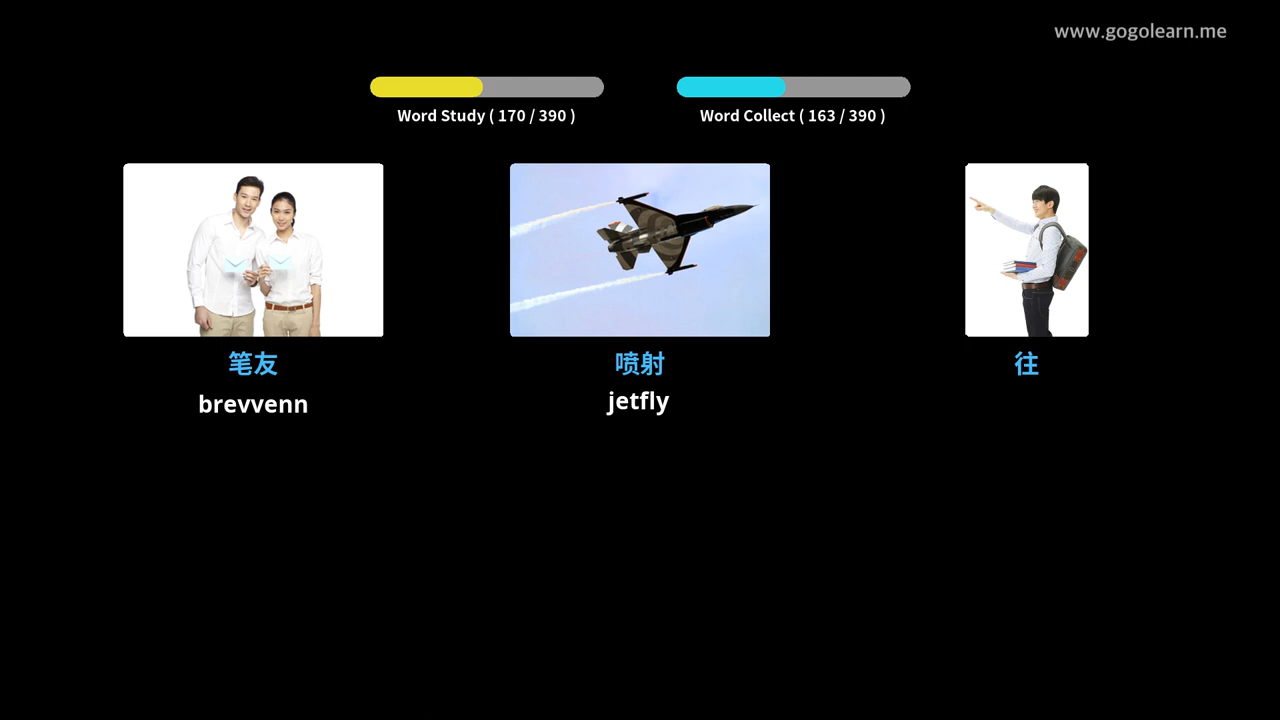 www.gogolearn.me
Word Study ( 170 / 390 )
Word Collect ( 163 / 390 )
笔友
喷射
往
brevvenn
jetfly